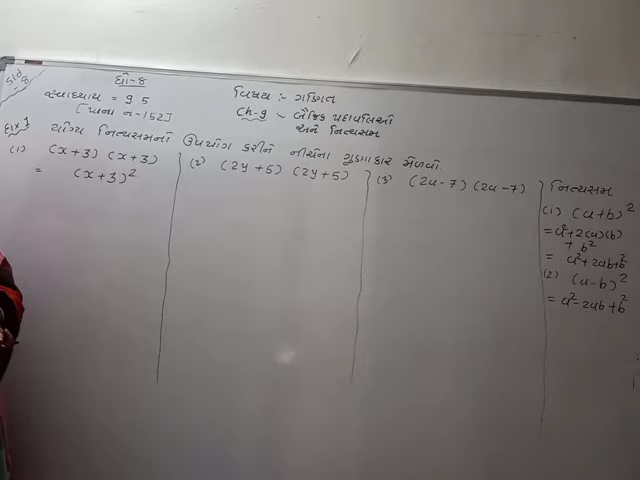 ધો-8
સ્વાધ્યાય = 9.5
[પાના નં-152]
વિષય :- ગણિત
Ch-9 :- બૈજિક પદાવલિઓ
અને નિત્યસમ
યોગ્ય નિત્યસમનો ઉપયોગ કરીને નીચેના ગુણાકાર મેળવો.
(1) (x+3) (x+3)
= (x+3)²
(2) (2y+5) (2y+5)
(3) (2a-7) (2a-7)
નિત્યસમ
(1) (a+b)²
= a²+2(a)(b)
+ b²
= a²+2ab+b²
(2) (a-b)²
= a²-2ab+b²